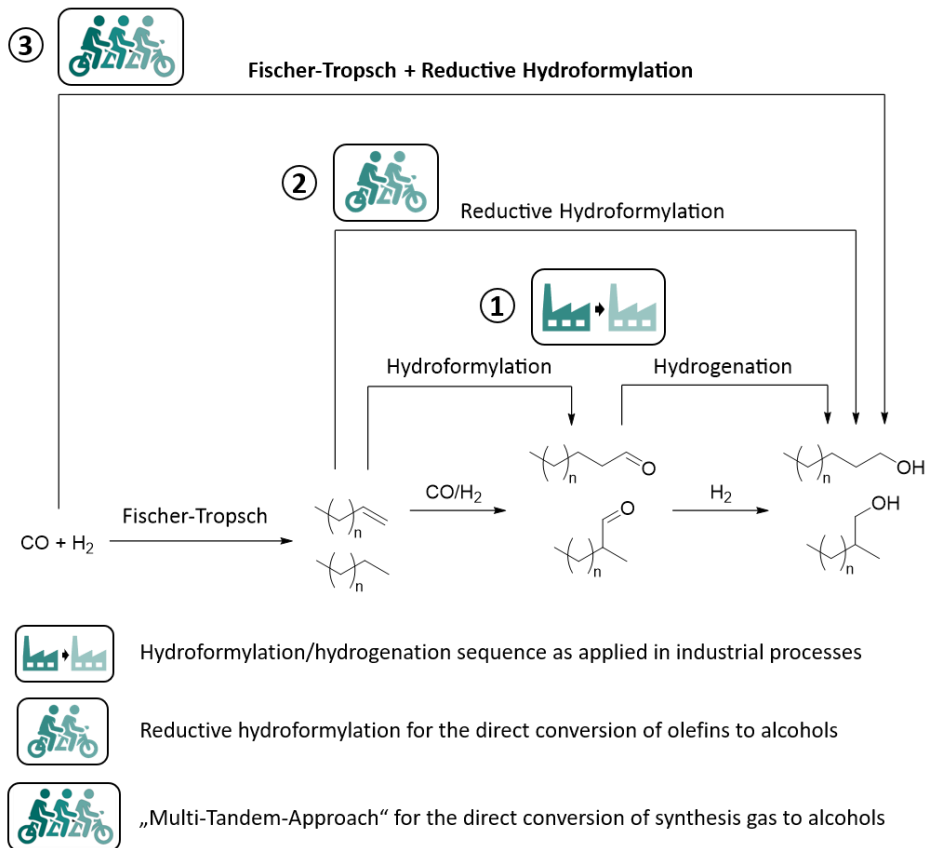 ③
Fischer-Tropsch + Reductive Hydroformylation
②
Reductive Hydroformylation
①
Hydroformylation
Hydrogenation
n
O
n
OH
CO + H₂
Fischer-Tropsch
n
n
CO/H₂
O
n
H₂
OH
n
Hydroformylation/hydrogenation sequence as applied in industrial processes
Reductive hydroformylation for the direct conversion of olefins to alcohols
„Multi-Tandem-Approach“ for the direct conversion of synthesis gas to alcohols